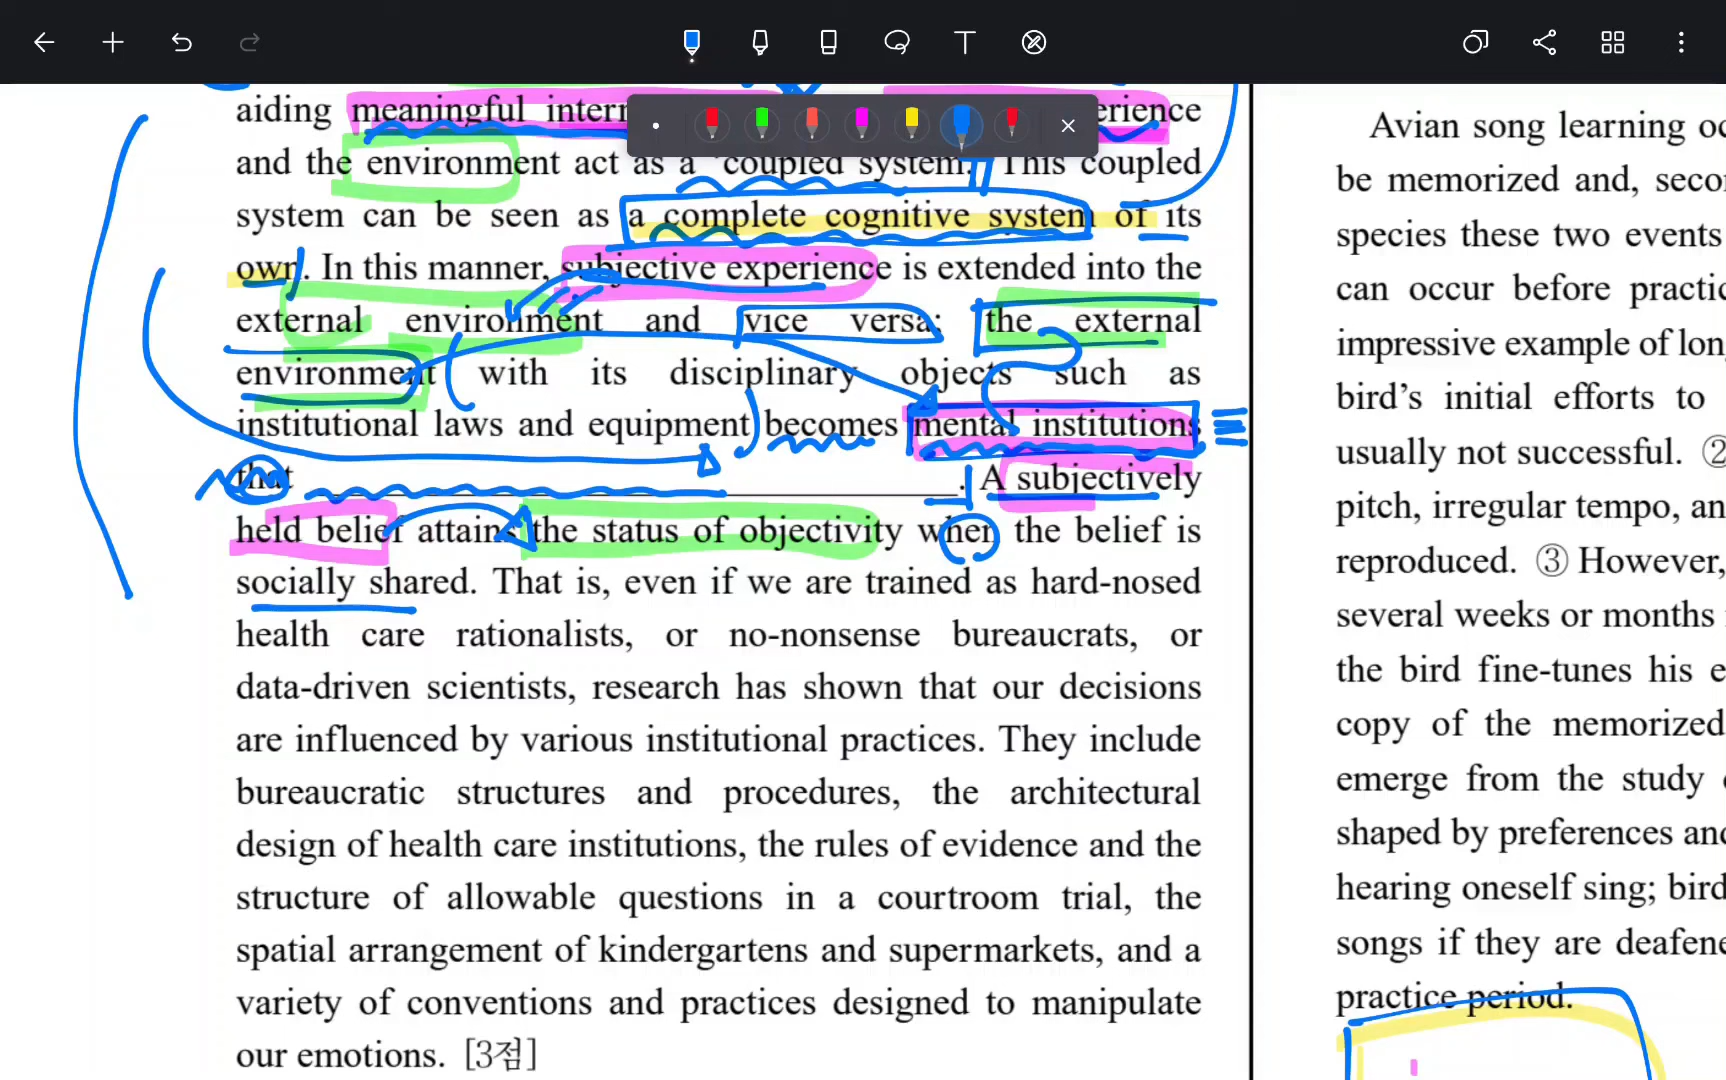 aiding meaningful
erience
and the environment act as a 'coupled system.' This coupled
system can be seen as a complete cognitive system of its
own. In this manner, subjective experience is extended into the
external environment and vice versa; the external
environment with its disciplinary objects such as
institutional laws and equipment becomes mental institutions
that ____. A subjectively
held belief attains the status of objectivity when the belief is
socially shared. That is, even if we are trained as hard-nosed
health care rationalists, or no-nonsense bureaucrats, or
data-driven scientists, research has shown that our decisions
are influenced by various institutional practices. They include
bureaucratic structures and procedures, the architectural
design of health care institutions, the rules of evidence and the
structure of allowable questions in a courtroom trial, the
spatial arrangement of kindergartens and supermarkets, and a
variety of conventions and practices designed to manipulate
our emotions. [3점]
Avian song learning oc
be memorized and, secon
species these two events
can occur before practic
impressive example of long
bird's initial efforts to
usually not successful. ②
pitch, irregular tempo, an
reproduced. ③ However,
several weeks or months
the bird fine-tunes his e
copy of the memorized
emerge from the study
shaped by preferences and
hearing oneself sing; bird
songs if they are deafene
practice period.